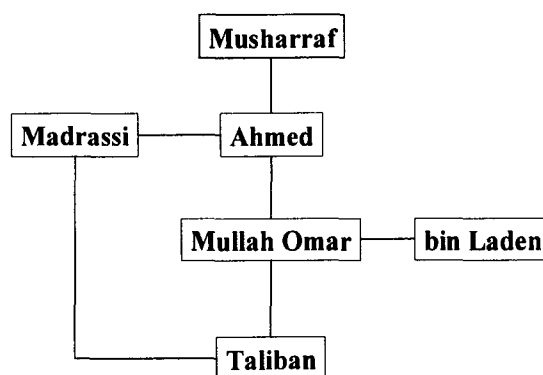 Musharraf
Madrassi
Ahmed
Mullah Omar
bin Laden
Taliban